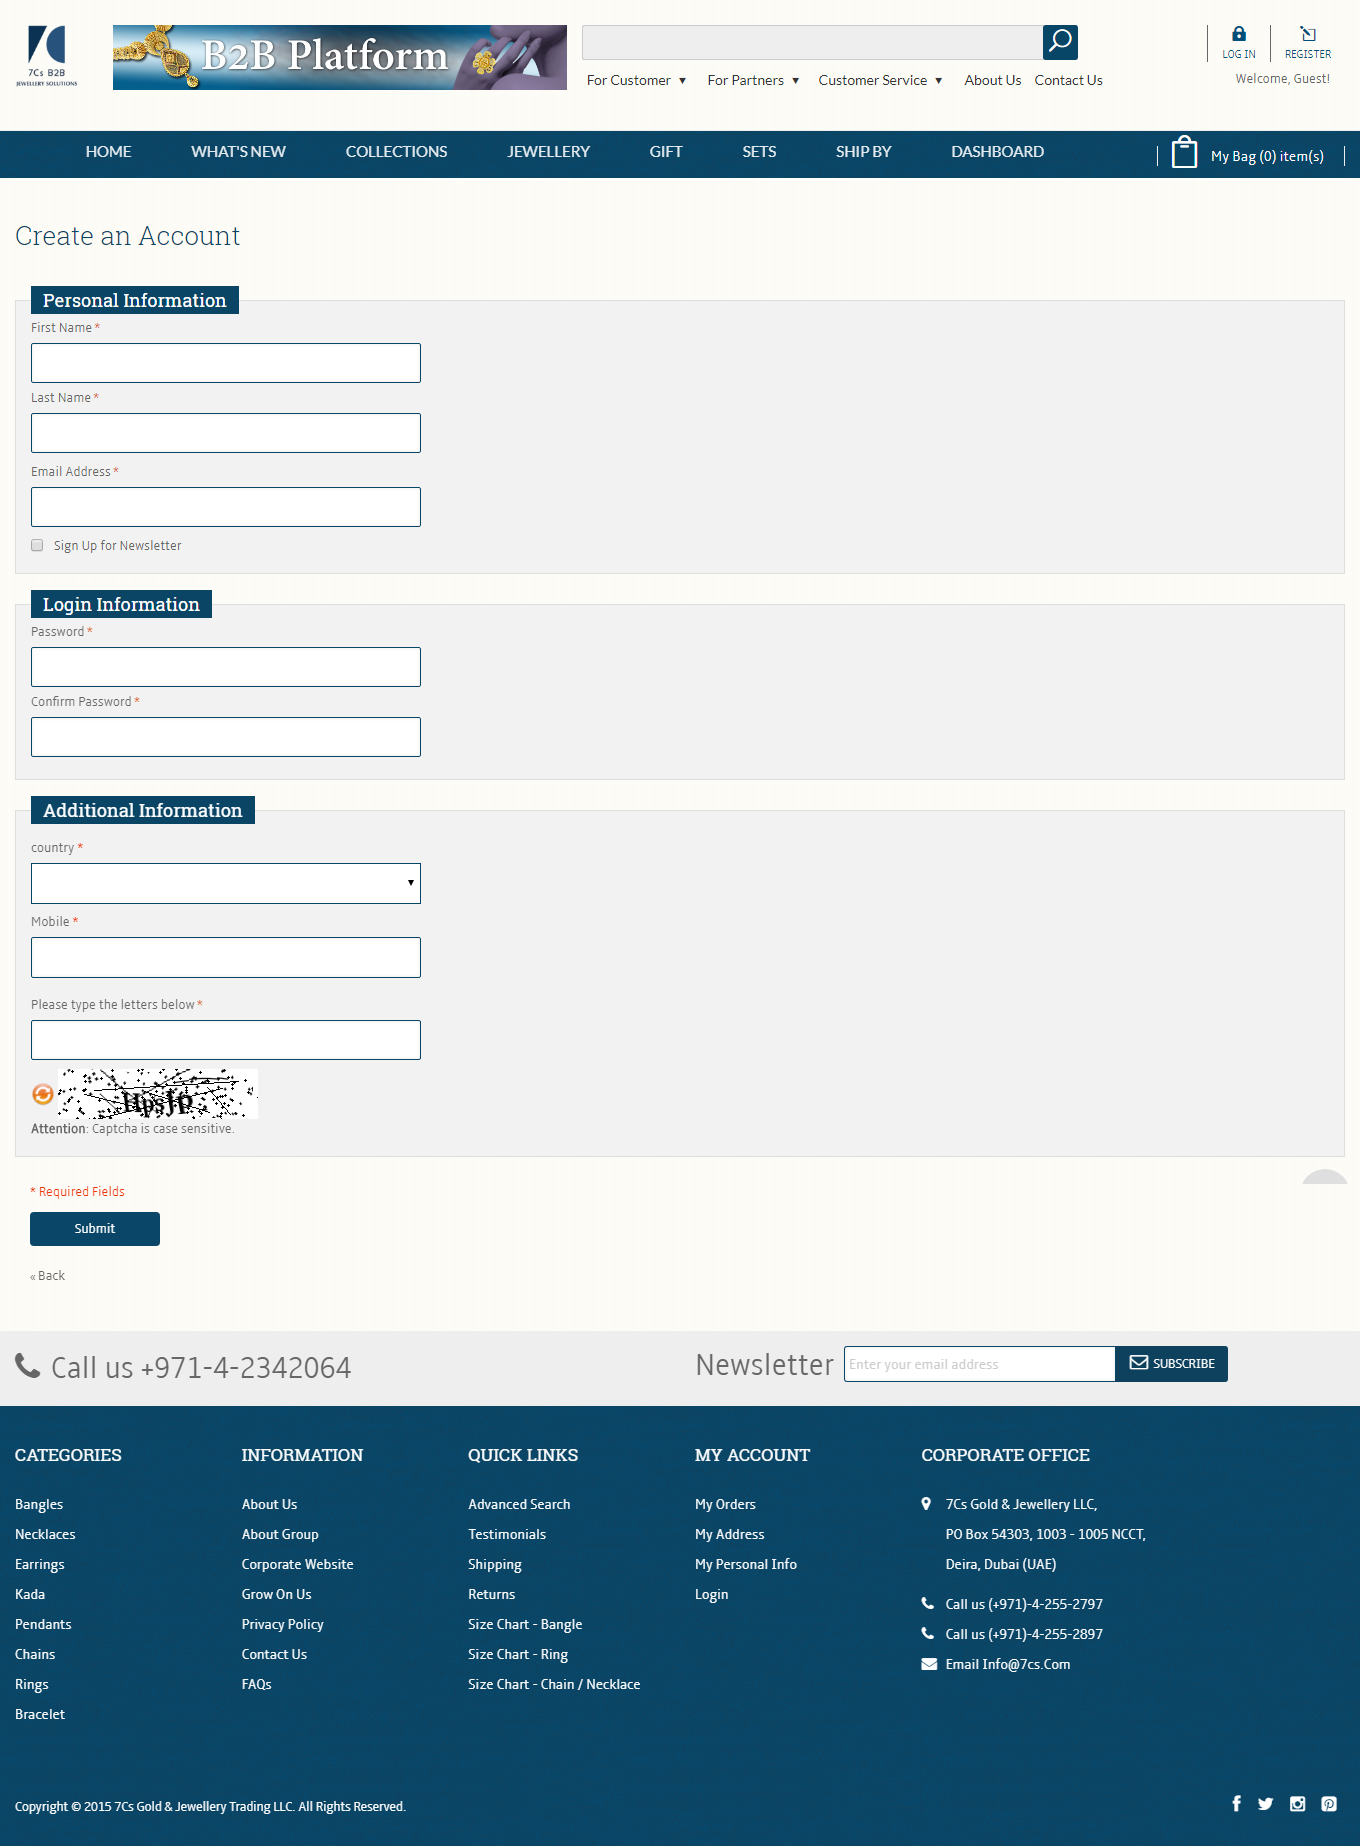 7Cs B2B
JEWELLERY SOLUTIONS
B2B Platform
LOG IN
REGISTER
For Customer ▼
For Partners ▼
Customer Service ▼
About Us
Contact Us
Welcome, Guest!
HOME
WHAT'S NEW
COLLECTIONS
JEWELLERY
GIFT
SETS
SHIP BY
DASHBOARD
My Bag (0) item(s)
Create an Account
Personal Information
First Name *
Last Name *
Email Address *
Sign Up for Newsletter
Login Information
Password *
Confirm Password *
Additional Information
country *
Mobile *
Please type the letters below *
HpsJp
Attention: Captcha is case sensitive.
* Required Fields
Submit
« Back
Call us +971-4-2342064
Newsletter
Enter your email address
SUBSCRIBE
CATEGORIES
Bangles
Necklaces
Earrings
Kada
Pendants
Chains
Rings
Bracelet
INFORMATION
About Us
About Group
Corporate Website
Grow On Us
Privacy Policy
Contact Us
FAQs
QUICK LINKS
Advanced Search
Testimonials
Shipping
Returns
Size Chart - Bangle
Size Chart - Ring
Size Chart - Chain / Necklace
MY ACCOUNT
My Orders
My Address
My Personal Info
Login
CORPORATE OFFICE
7Cs Gold & Jewellery LLC,
PO Box 54303, 1003 - 1005 NCCT,
Deira, Dubai (UAE)
Call us (+971)-4-255-2797
Call us (+971)-4-255-2897
Email Info@7cs.Com
Copyright © 2015 7Cs Gold & Jewellery Trading LLC. All Rights Reserved.